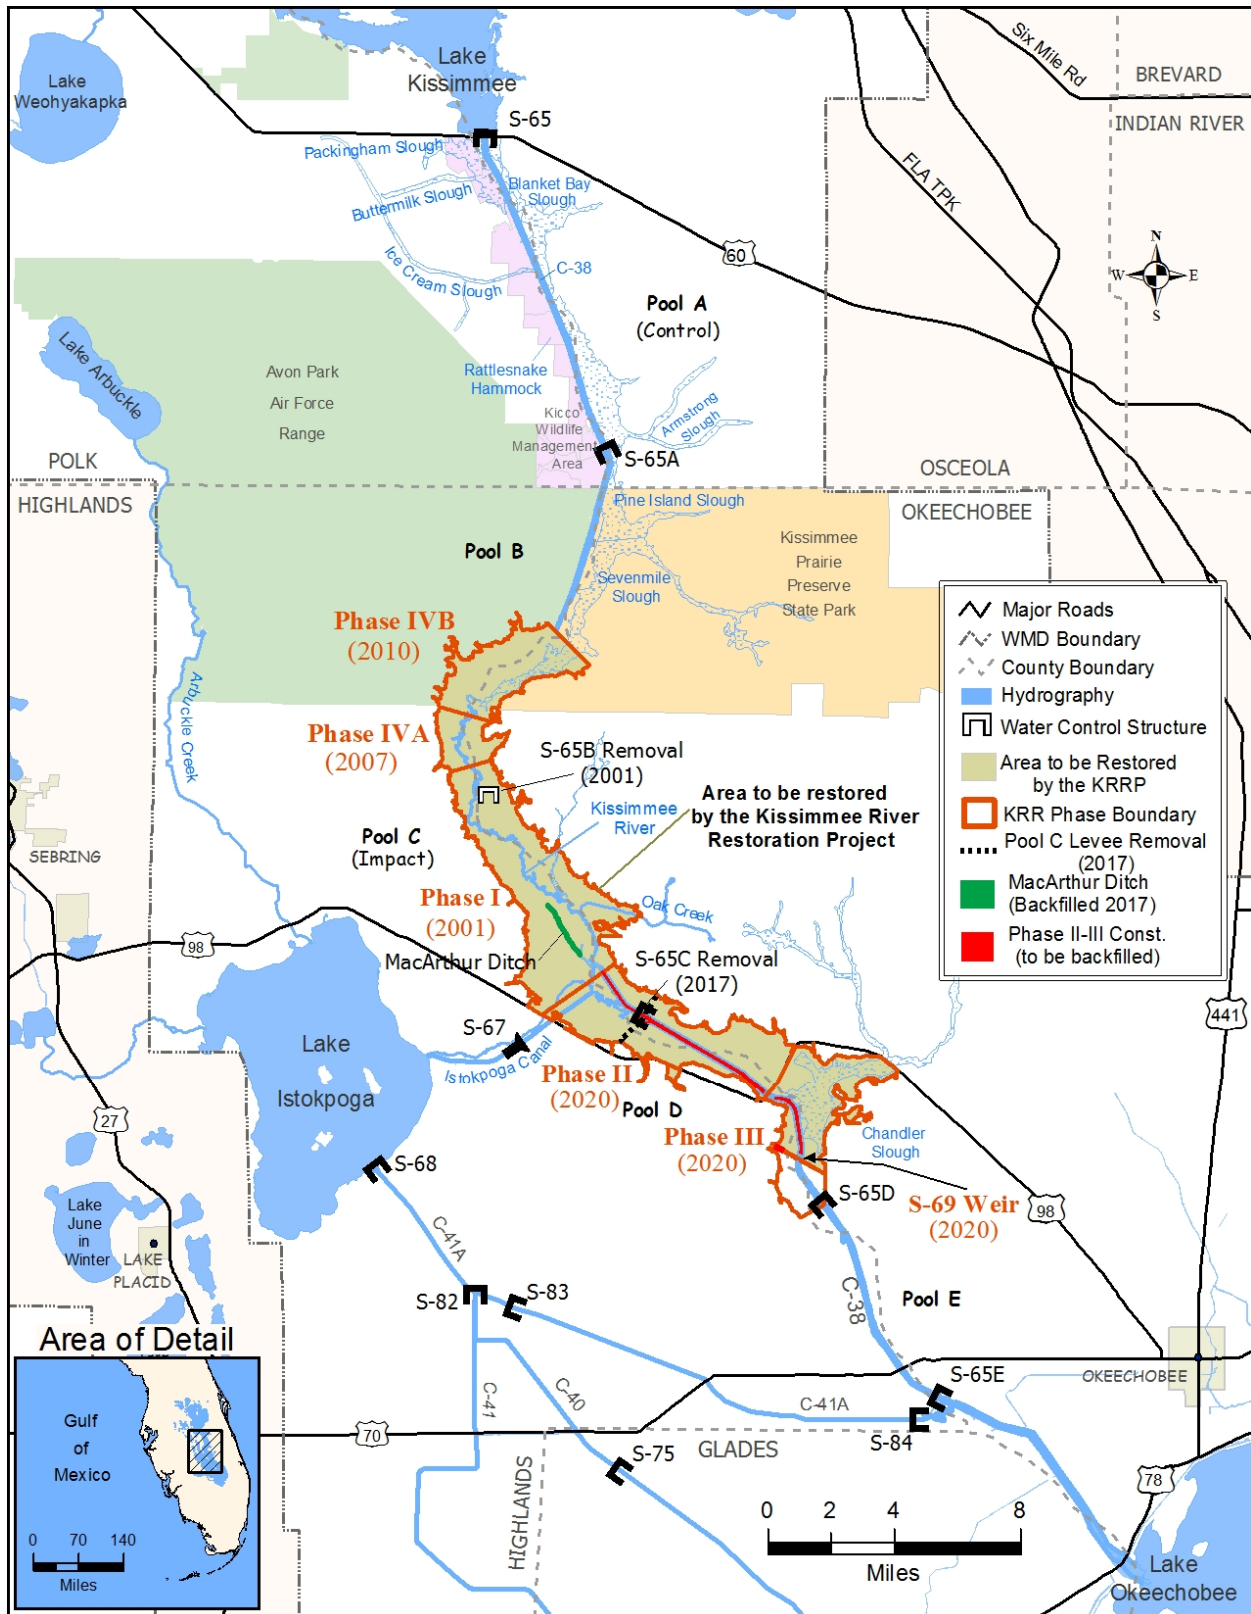 Lake
Kissimmee
Lake
Weohyakapka
Six Mile Rd
BREVARD
INDIAN RIVER
S-65
Packingham Slough
Buttermilk Slough
Blanket Bay
Slough
FLA TPK
60
N
W
E
S
Ice Cream Slough
C-38
Pool A
(Control)
Lake Arbuckle
Avon Park
Air Force
Range
Rattlesnake
Hammock
Kicco
Wildlife
Management
Area
Armstrong
Slough
S-65A
POLK
HIGHLANDS
OSCEOLA
OKEECHOBEE
Pine Island Slough
Pool B
Kissimmee
Prairie
Preserve
State Park
Sevenmile
Slough
Phase IVB
(2010)
Arbuckle Creek
Phase IVA
(2007)
S-65B Removal
(2001)
Kissimmee
River
Area to be restored
by the Kissimmee River
Restoration Project
Pool C
(Impact)
SEBRING
Phase I
(2001)
Oak Creek
MacArthur Ditch
S-65C Removal
(2017)
98
S-67
Istokpoga Canal
Lake
Istokpoga
Phase II
(2020)
Pool D
Phase III
(2020)
Chandler
Slough
27
S-68
S-65D
S-69 Weir
(2020)
98
441
Lake
June
in
Winter
LAKE
PLACID
C-41A
S-82
S-83
C-38
Pool E
Major Roads
WMD Boundary
County Boundary
Hydrography
Water Control Structure
Area to be Restored
by the KRRP
KRR Phase Boundary
Pool C Levee Removal
(2017)
MacArthur Ditch
(Backfilled 2017)
Phase II-III Const.
(to be backfilled)
S-65E
OKEECHOBEE
C-41
C-40
C-41A
S-84
70
GLADES
HIGHLANDS
S-75
78
Lake
Okeechobee
0 2 4 8
Miles
Area of Detail
Gulf
of
Mexico
0 70 140
Miles